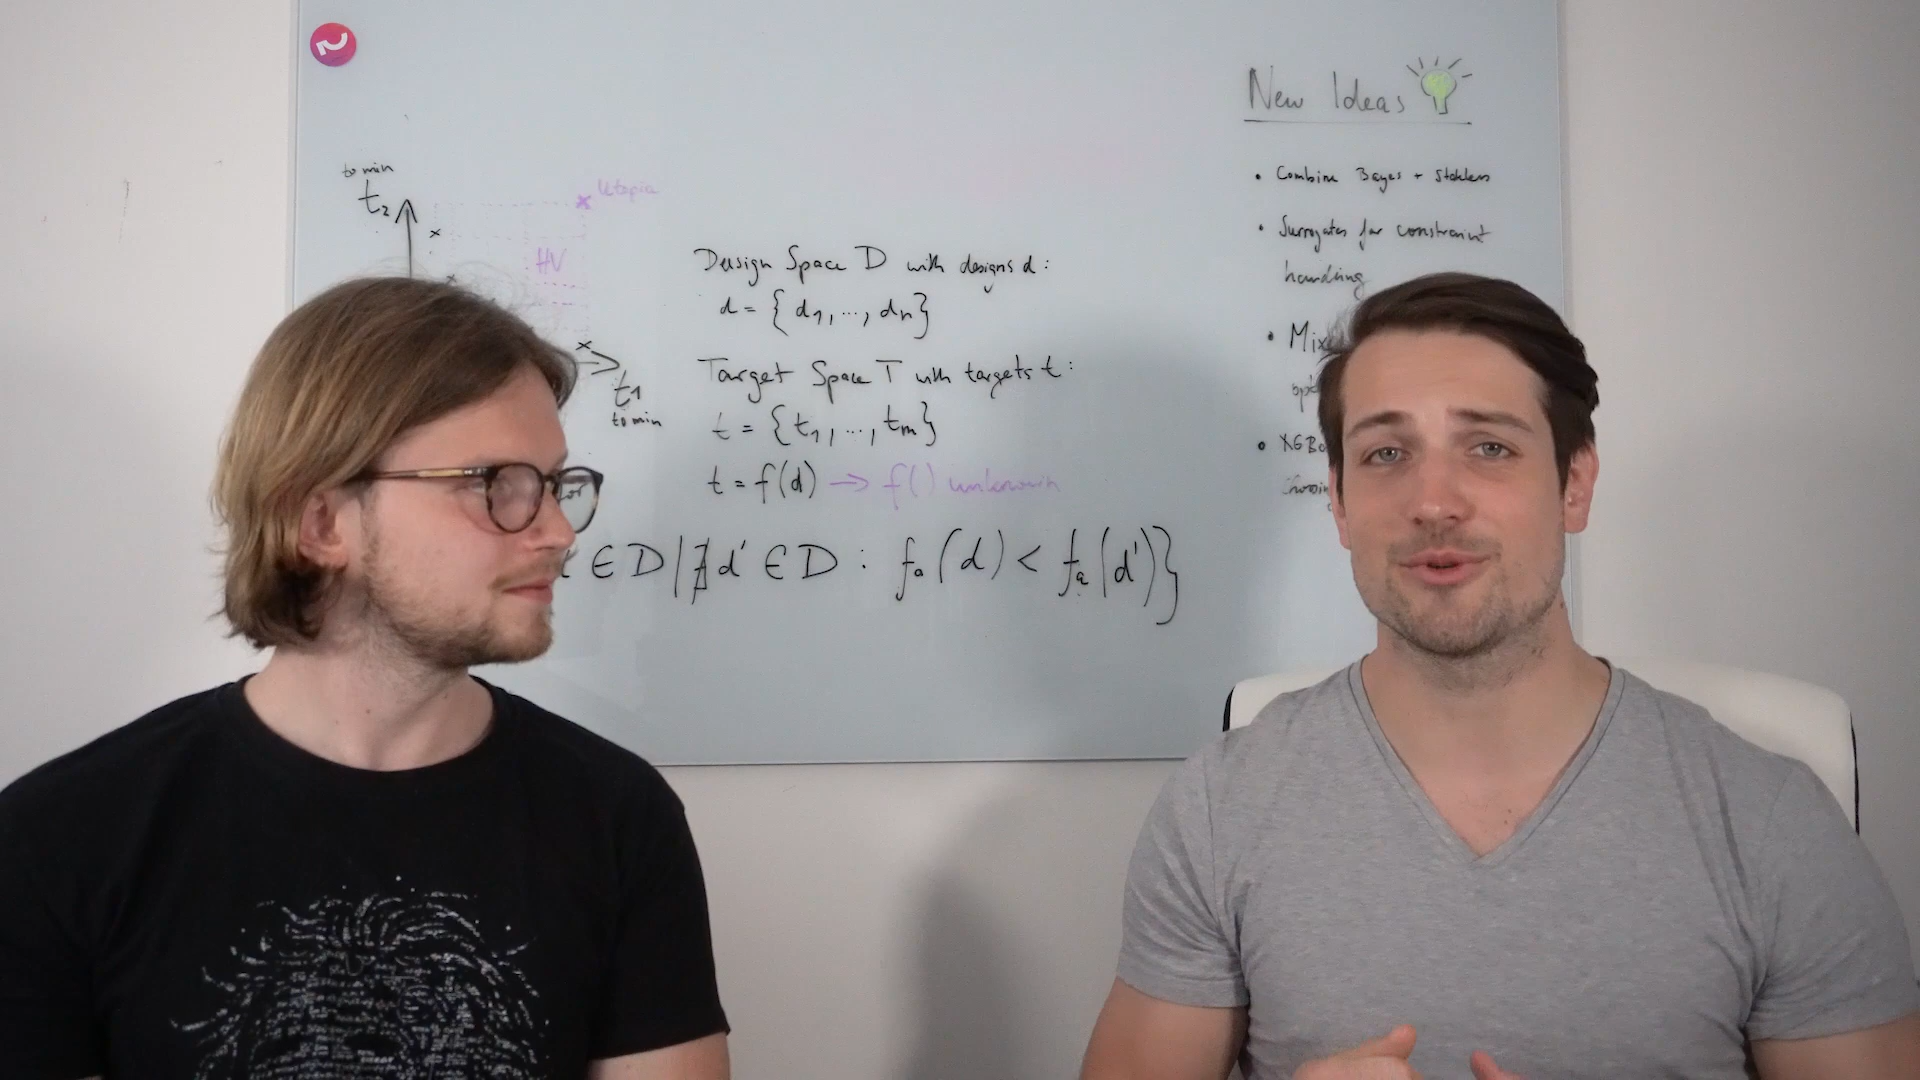 to min
t₂
Utopia
HV
t₁
to min
Design Space D with designs d:
d = { d₁, ..., dₙ}
Target Space T with targets t:
t = {t₁, ..., tₘ}
t = f(d) → f() unknown
∈ D | ∄ d' ∈ D : fₐ(d) < fₐ(d')}
New Ideas
• Combine Bayes +
• Surrogates for constraint
handling
• Mix
• XGBo